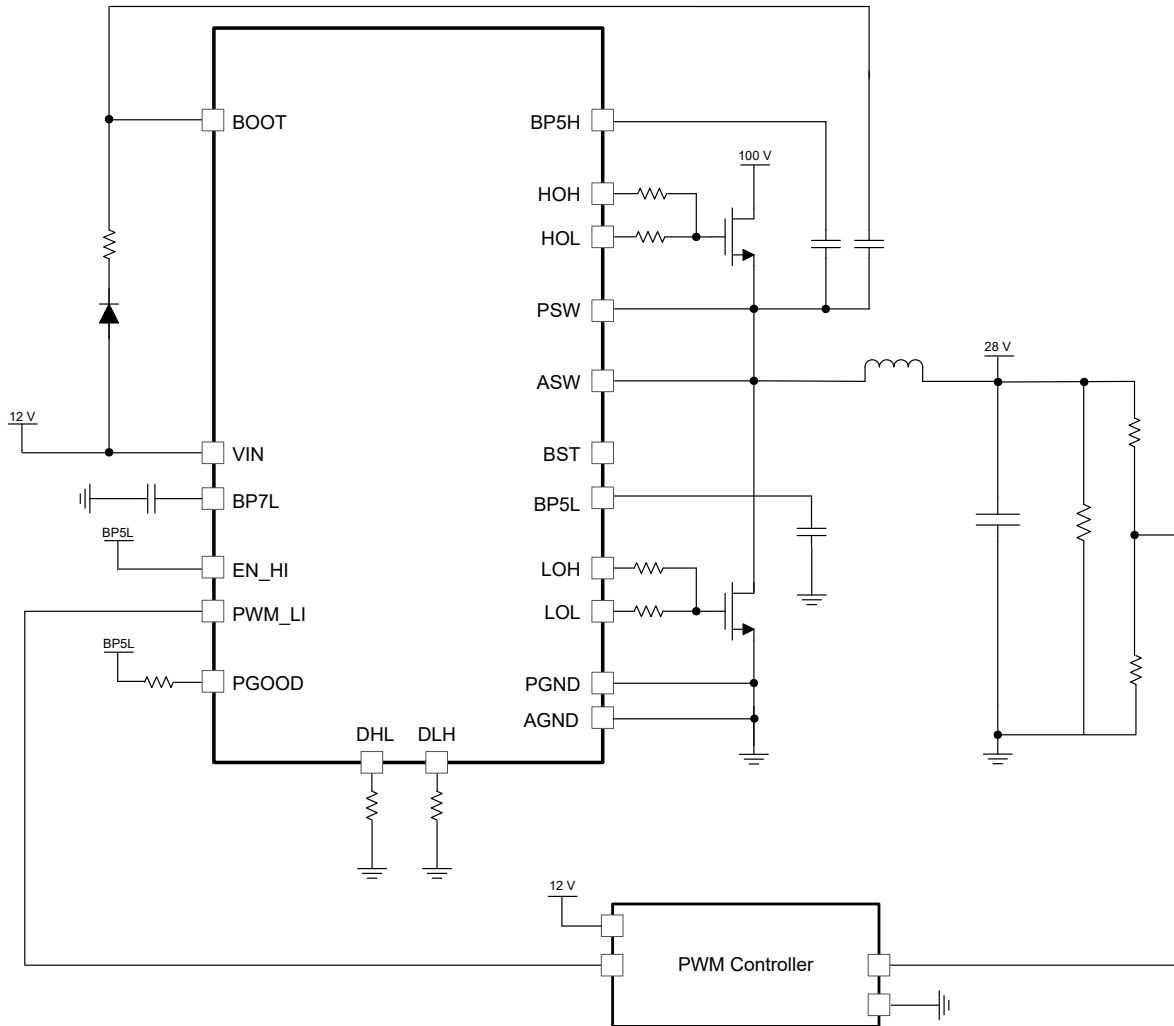 BOOT
BP5H
100 V
HOH
HOL
PSW
28 V
ASW
12 V
VIN
BST
BP7L
BP5L
BP5L
EN_HI
LOH
PWM_LI
LOL
BP5L
PGOOD
PGND
AGND
DHL
DLH
12 V
PWM Controller